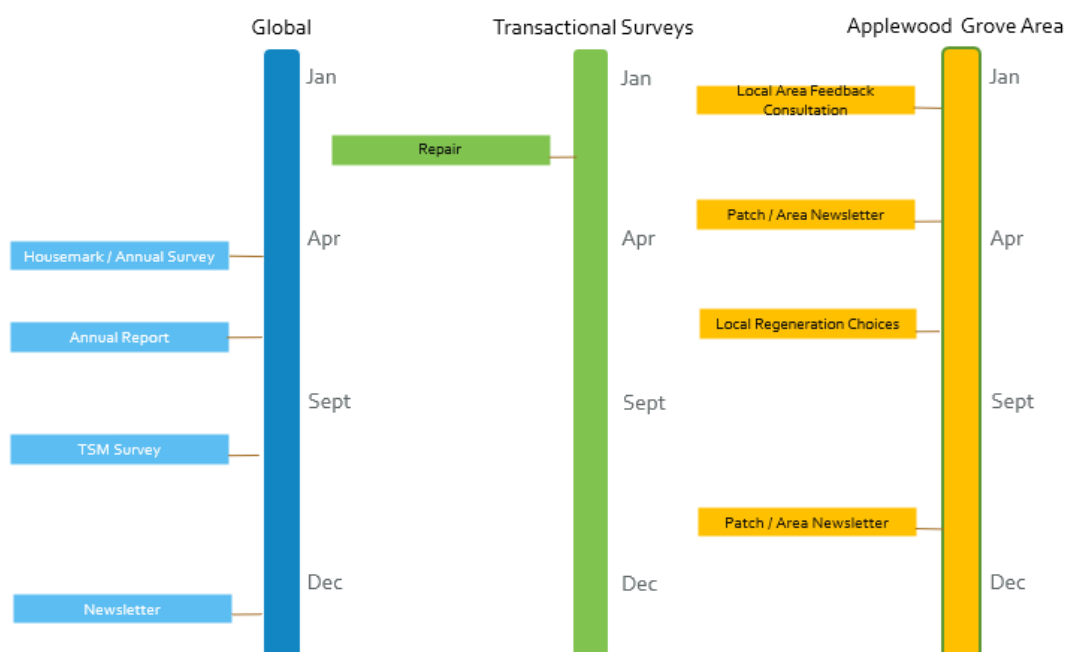 Global
Jan
Apr
Sept
Dec
Housemark / Annual Survey
Annual Report
TSM Survey
Newsletter
Transactional Surveys
Jan
Apr
Sept
Dec
Repair
Applewood Grove Area
Jan
Apr
Sept
Dec
Local Area Feedback
Consultation
Patch / Area Newsletter
Local Regeneration Choices
Patch / Area Newsletter